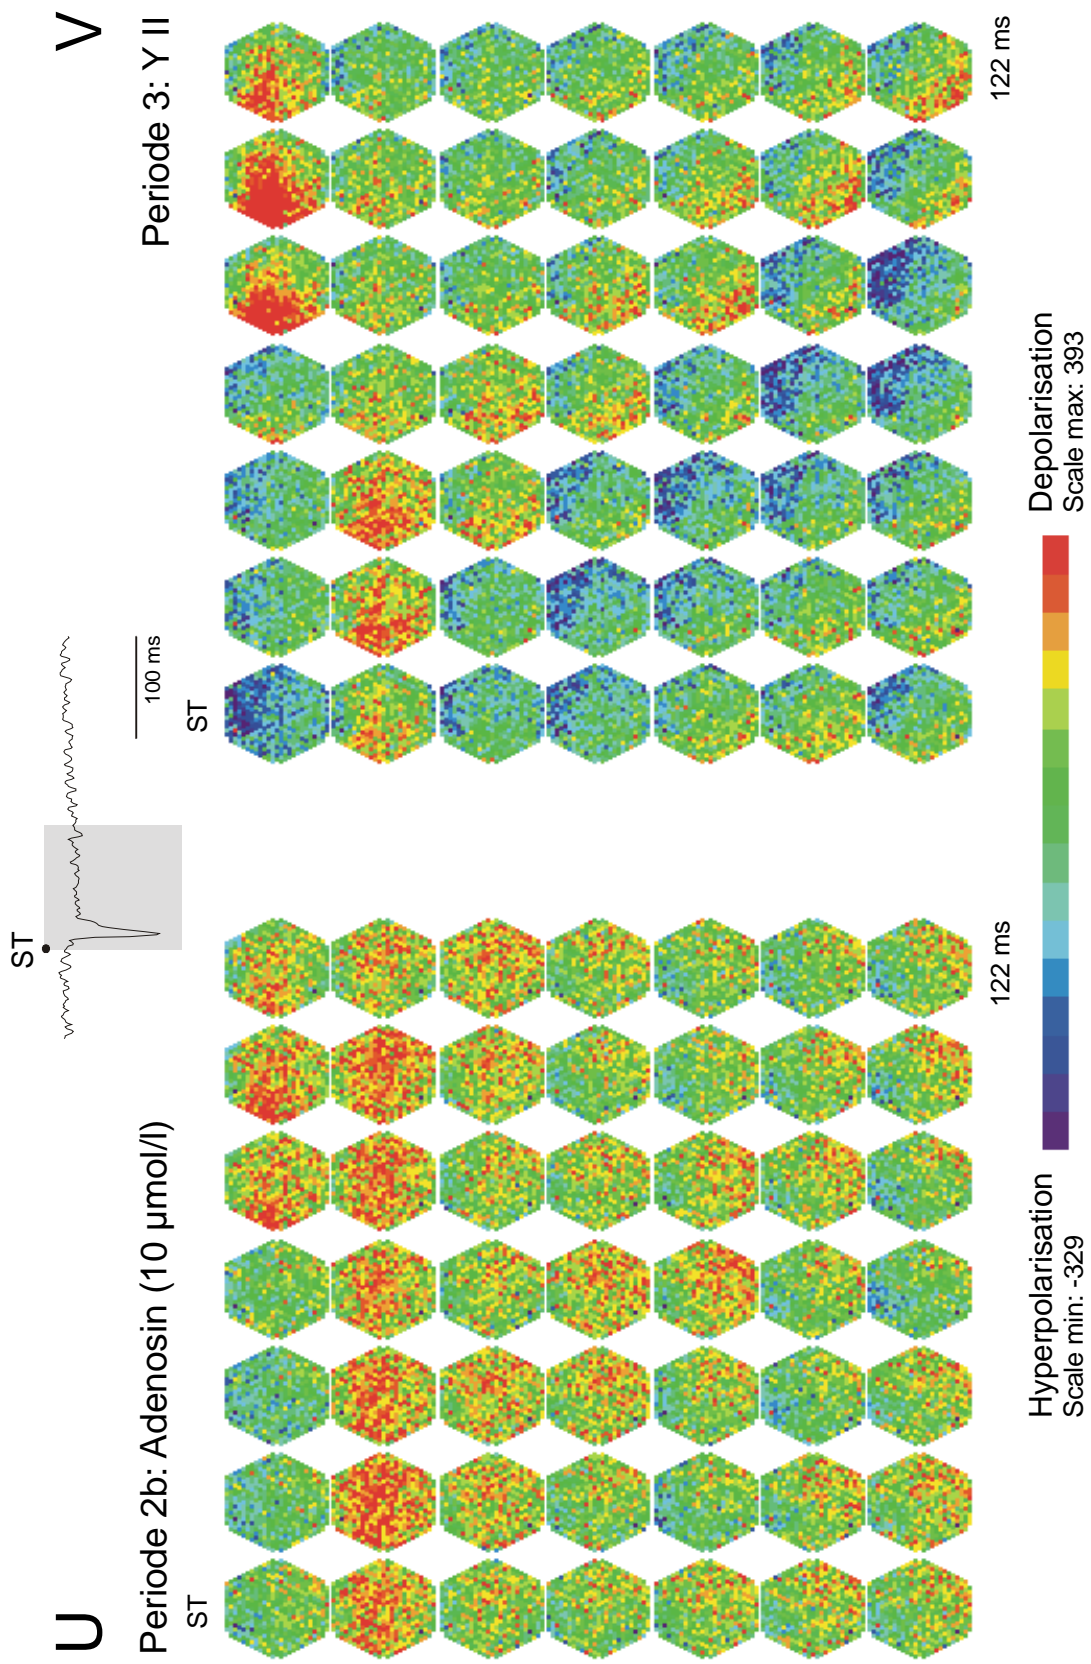 U
V
ST
100 ms
Periode 2b: Adenosin (10 µmol/l)
Periode 3: Y II
ST
ST
122 ms
122 ms
Hyperpolarisation
Scale min: -329
Depolarisation
Scale max: 393